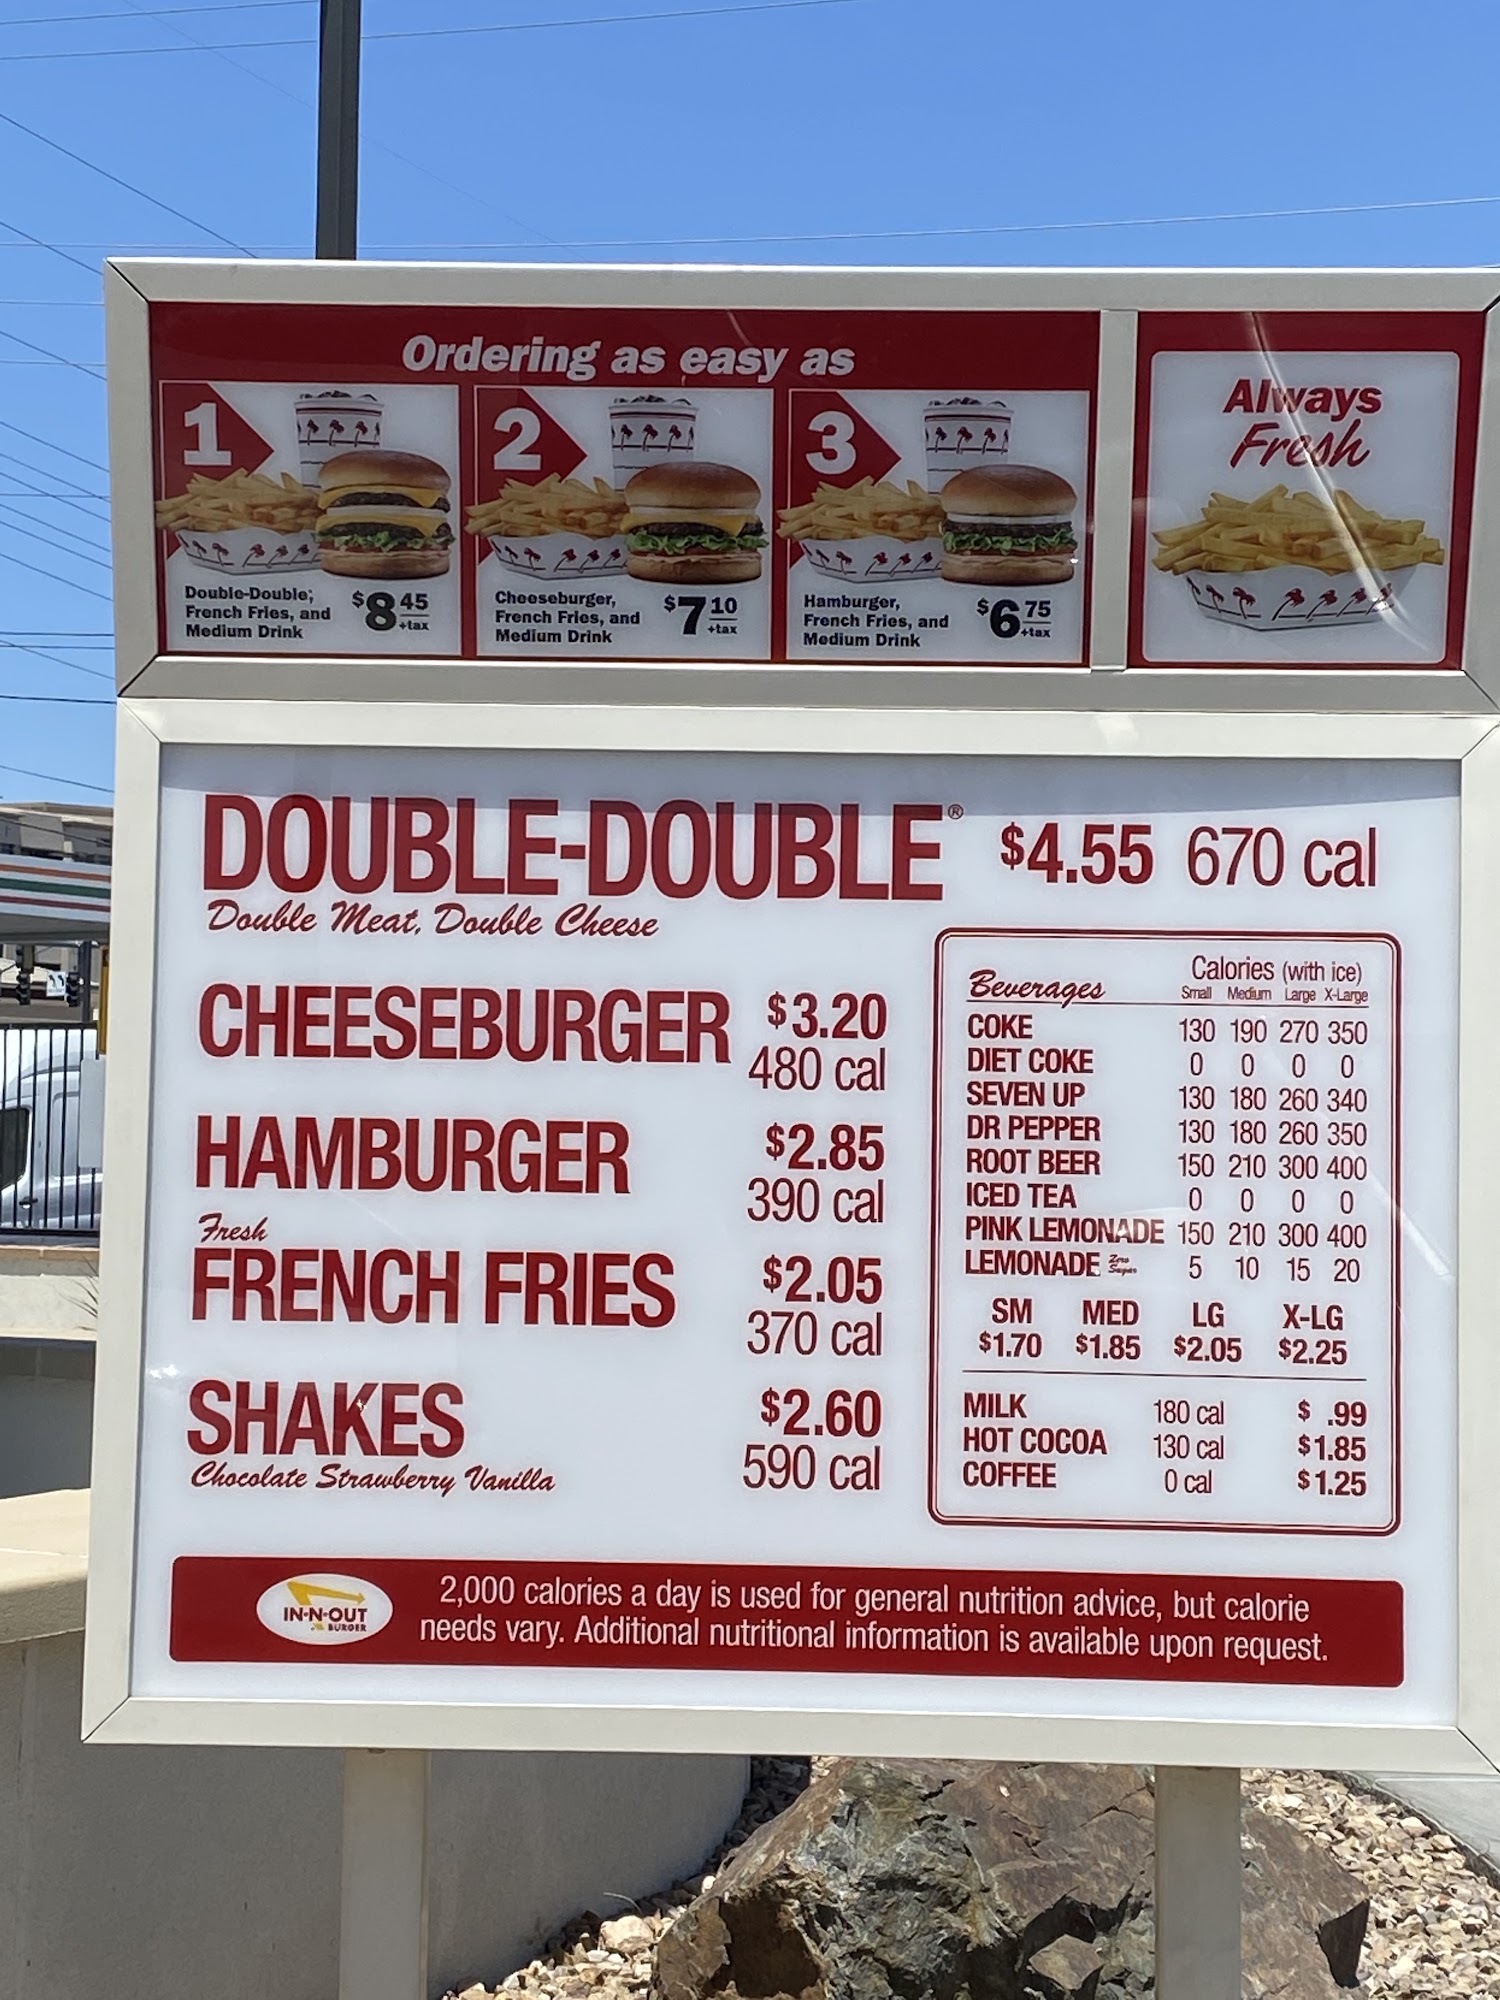 Ordering as easy as
1
Double-Double,
French Fries, and
Medium Drink
$8 45
+tax
2
Cheeseburger,
French Fries, and
Medium Drink
$7 10
+tax
3
Hamburger,
French Fries, and
Medium Drink
$6 75
+tax
Always
Fresh
DOUBLE-DOUBLE® $4.55 670 cal
Double Meat, Double Cheese
CHEESEBURGER $3.20
480 cal
HAMBURGER $2.85
390 cal
Fresh
FRENCH FRIES $2.05
370 cal
SHAKES $2.60
590 cal
Chocolate Strawberry Vanilla
Beverages Calories (with ice)
Small Medium Large X-Large
COKE 130 190 270 350
DIET COKE 0 0 0 0
SEVEN UP 130 180 260 340
DR PEPPER 130 180 260 350
ROOT BEER 150 210 300 400
ICED TEA 0 0 0 0
PINK LEMONADE 150 210 300 400
LEMONADE Zero Sugar 5 10 15 20
SM MED LG X-LG
$1.70 $1.85 $2.05 $2.25
MILK 180 cal $ .99
HOT COCOA 130 cal $1.85
COFFEE 0 cal $1.25
IN-N-OUT
BURGER
2,000 calories a day is used for general nutrition advice, but calorie
needs vary. Additional nutritional information is available upon request.